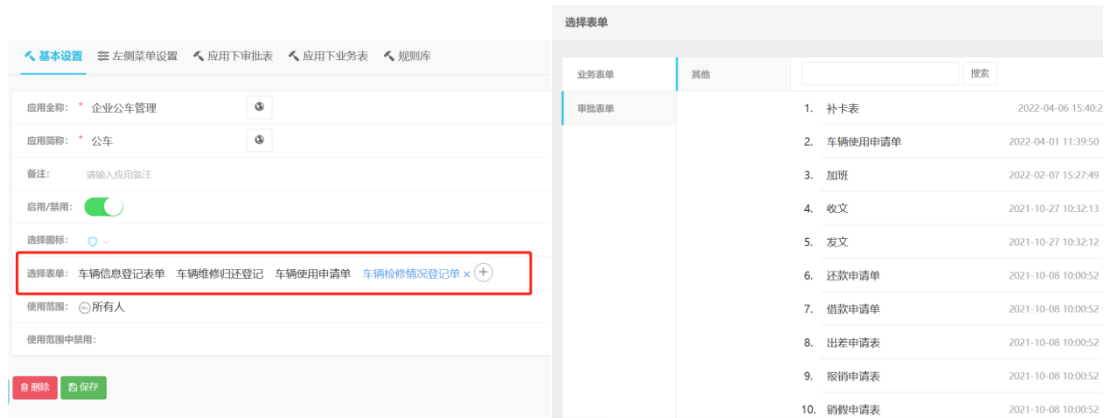 基本设置 左侧菜单设置 应用下审批表 应用下业务表 规则库
应用全称: * 企业公车管理
应用简称: * 公车
备注: 请输入应用备注
启用/禁用:
选择图标:
选择表单: 车辆信息登记表单 车辆维修归还登记 车辆使用申请单 车辆检修情况登记单 ×
使用范围: 所有人
使用范围中禁用:
删除 保存
选择表单
业务表单 其他 搜索
审批表单
1. 补卡表 2022-04-06 15:40:2
2. 车辆使用申请单 2022-04-01 11:39:50
3. 加班 2022-02-07 15:27:49
4. 收文 2021-10-27 10:32:13
5. 发文 2021-10-27 10:32:12
6. 还款申请单 2021-10-08 10:00:52
7. 借款申请单 2021-10-08 10:00:52
8. 出差申请表 2021-10-08 10:00:52
9. 报销申请表 2021-10-08 10:00:52
10. 销假申请表 2021-10-08 10:00:52